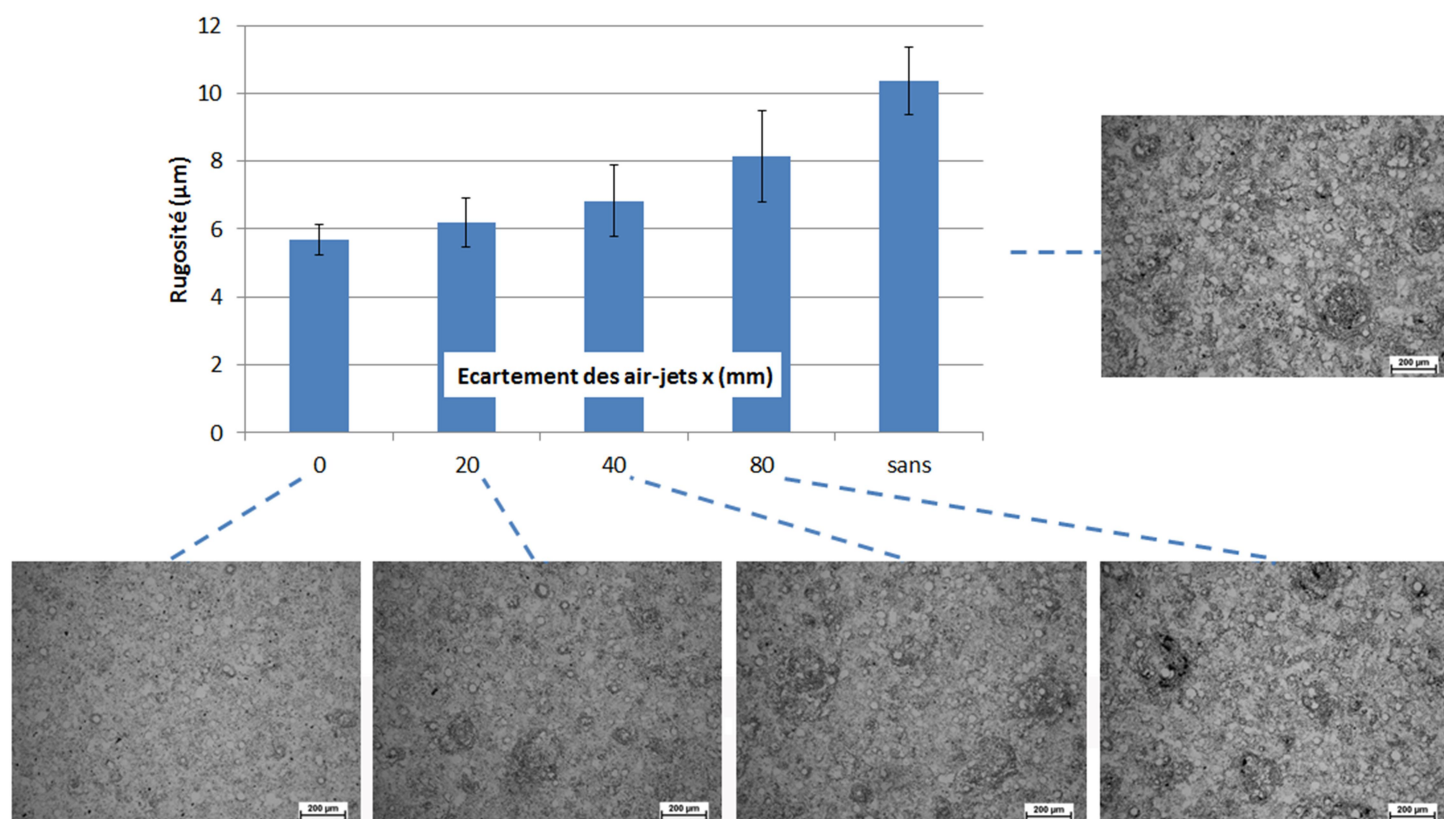 12
10
8
6
4
2
0
Rugosité (µm)
Ecartement des air-jets x (mm)
0 20 40 80 sans
200 µm
200 µm
200 µm
200 µm
200 µm